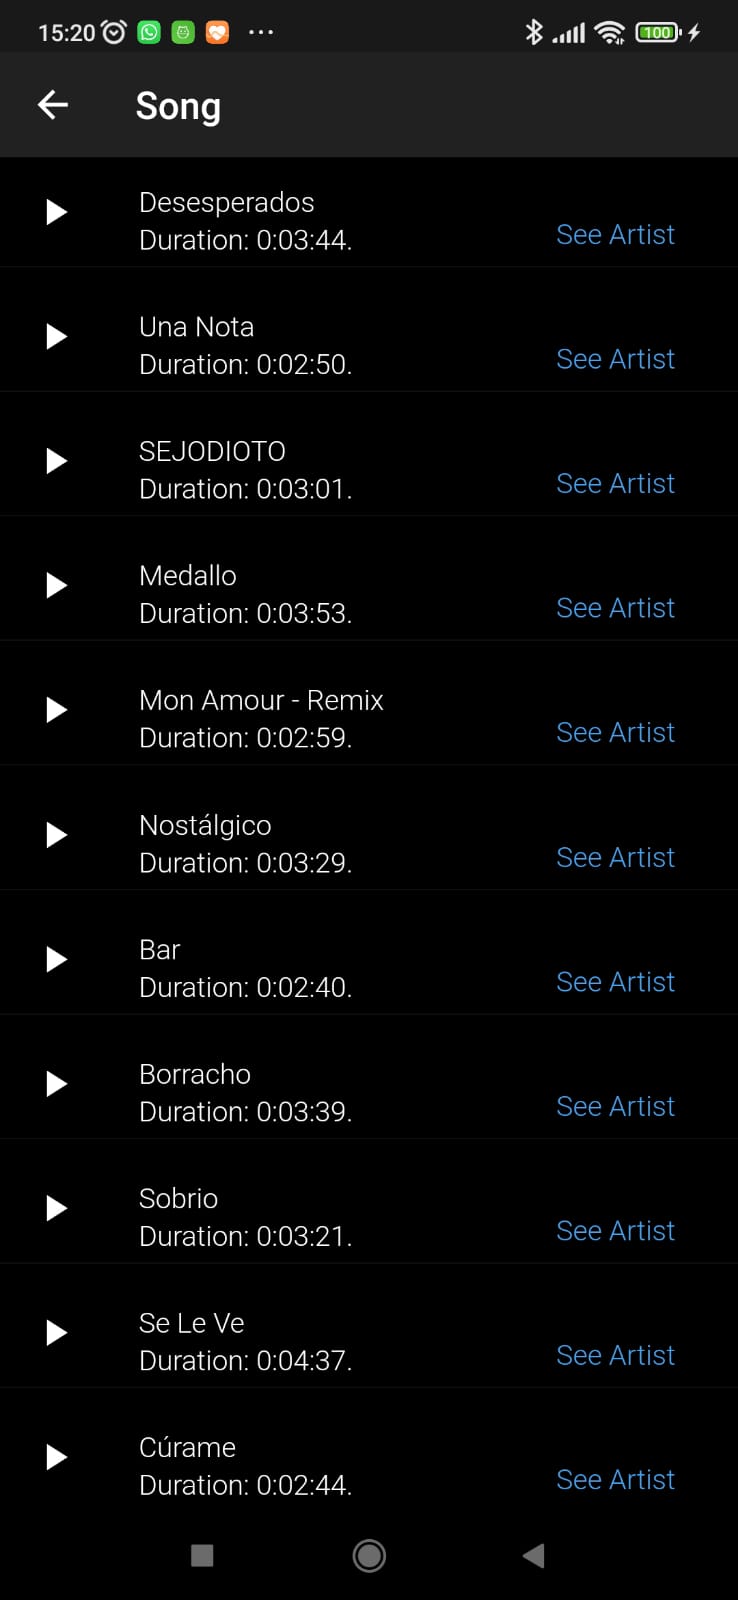 15:20
100
Song
Desesperados
Duration: 0:03:44.
See Artist
Una Nota
Duration: 0:02:50.
See Artist
SEJODIOTO
Duration: 0:03:01.
See Artist
Medallo
Duration: 0:03:53.
See Artist
Mon Amour - Remix
Duration: 0:02:59.
See Artist
Nostálgico
Duration: 0:03:29.
See Artist
Bar
Duration: 0:02:40.
See Artist
Borracho
Duration: 0:03:39.
See Artist
Sobrio
Duration: 0:03:21.
See Artist
Se Le Ve
Duration: 0:04:37.
See Artist
Cúrame
Duration: 0:02:44.
See Artist